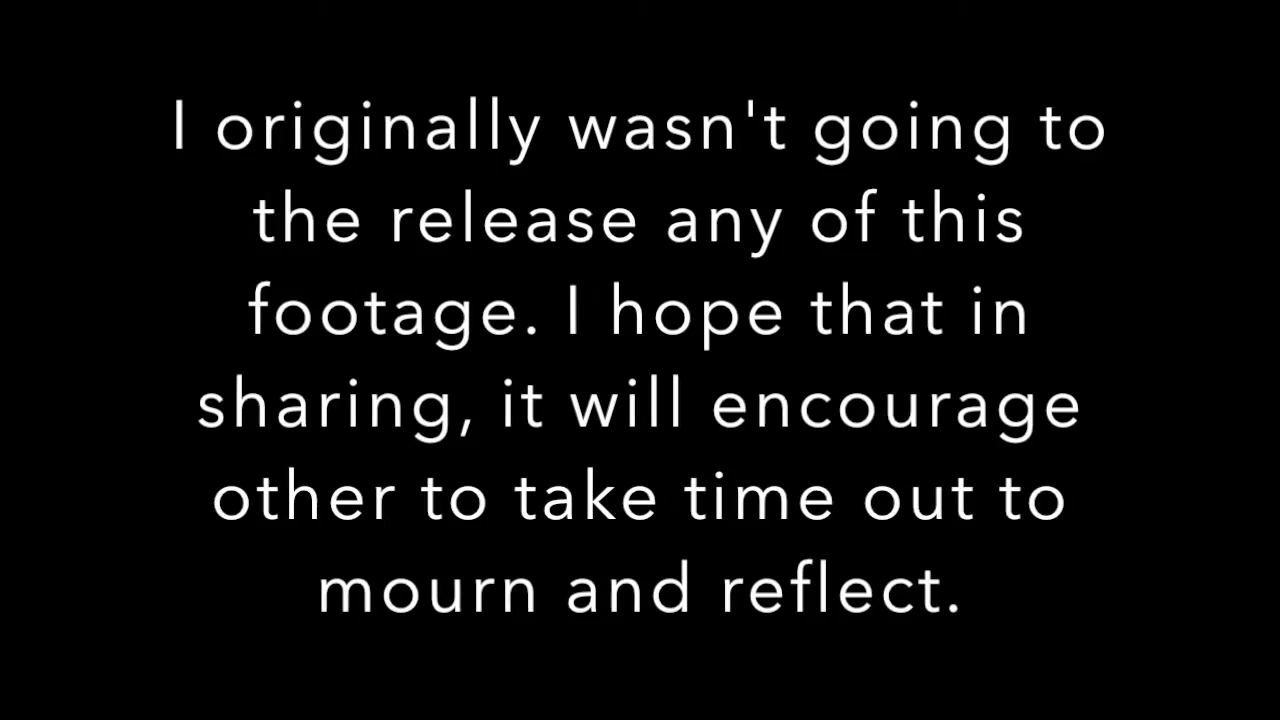 I originally wasn't going to
the release any of this
footage. I hope that in
sharing, it will encourage
other to take time out to
mourn and reflect.